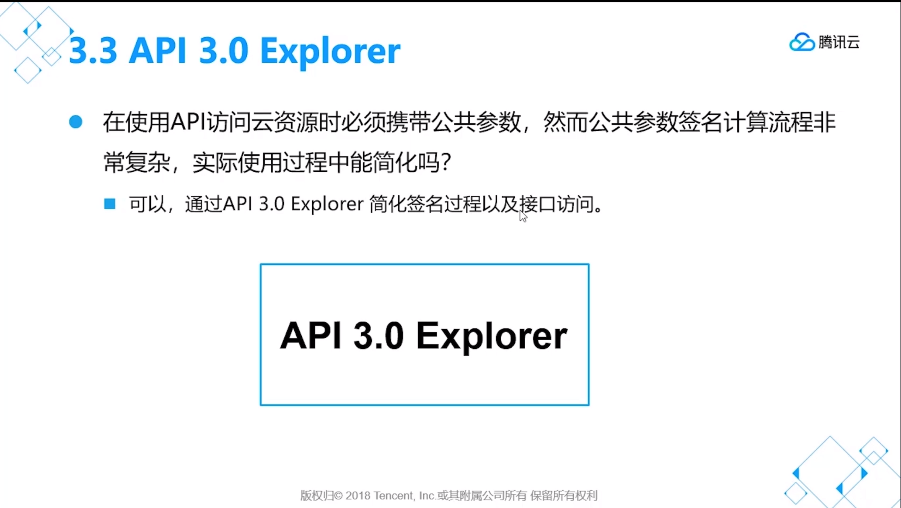 3.3 API 3.0 Explorer
腾讯云
在使用API访问云资源时必须携带公共参数，然而公共参数签名计算流程非
常复杂，实际使用过程中能简化吗？
可以，通过API 3.0 Explorer 简化签名过程以及接口访问。
API 3.0 Explorer
版权归© 2018 Tencent, Inc.或其附属公司所有 保留所有权利